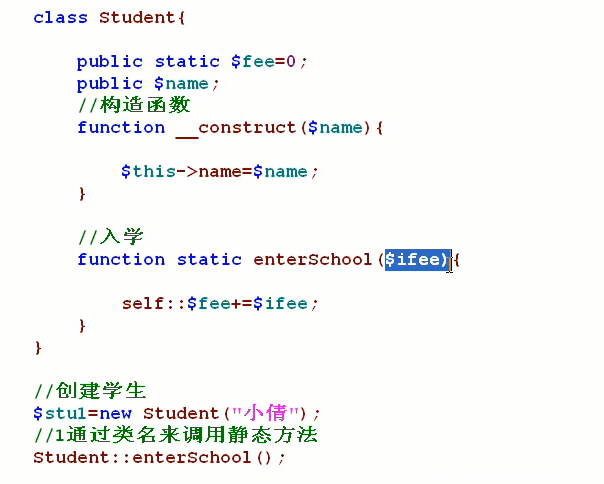 class Student{
public static $fee=0;
public $name;
//构造函数
function __construct($name){
$this->name=$name;
}
//入学
function static enterSchool($ifee){
self::$fee+=$ifee;
}
}
//创建学生
$stu1=new Student("小倩");
//1通过类名来调用静态方法
Student::enterSchool();